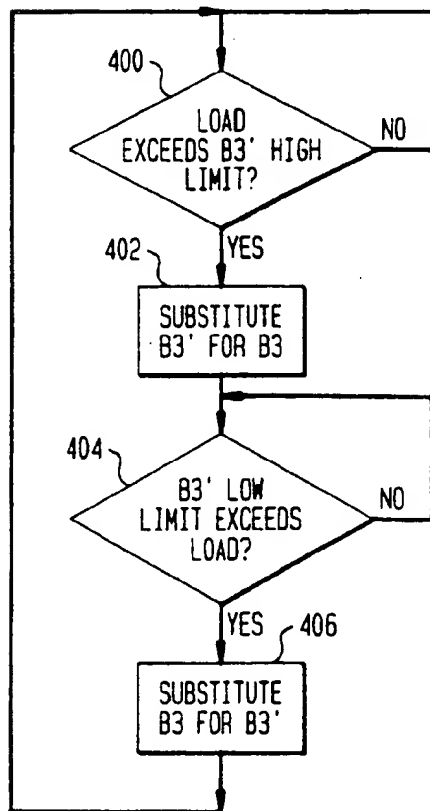 400
LOAD
EXCEEDS B3' HIGH
LIMIT?
NO
YES
402
SUBSTITUTE
B3' FOR B3
404
B3' LOW
LIMIT EXCEEDS
LOAD?
NO
YES
406
SUBSTITUTE
B3 FOR B3'